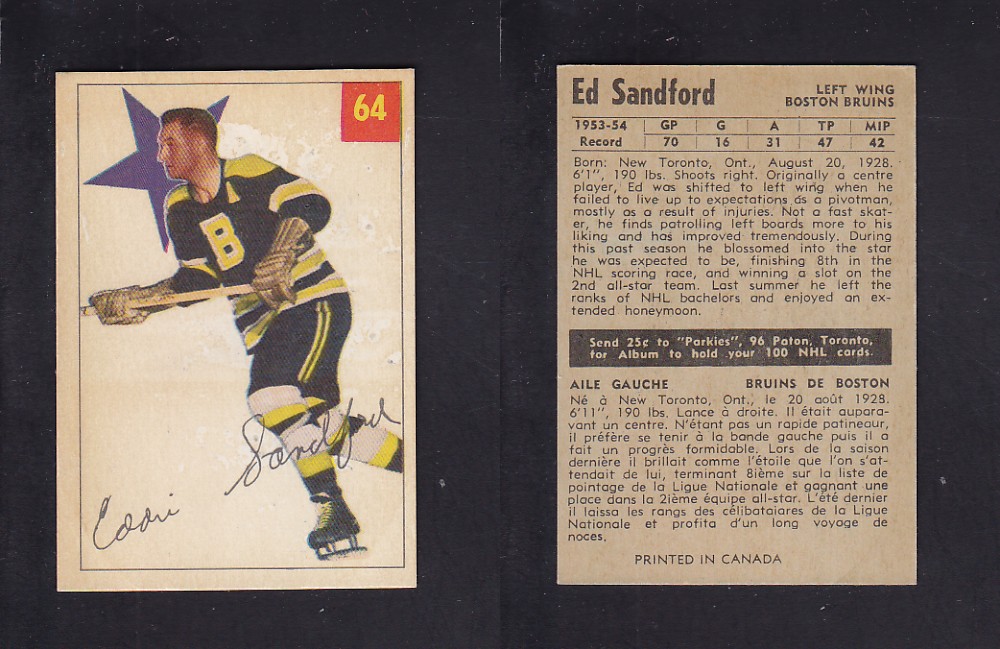 64
B
Eddie
Sandford
Ed Sandford
LEFT WING
BOSTON BRUINS
1953-54 GP G A TP MIP
Record 70 16 31 47 42
Born: New Toronto, Ont., August 20, 1928.
6'1", 190 lbs. Shoots right. Originally a centre
player, Ed was shifted to left wing when he
failed to live up to expectations as a pivotman,
mostly as a result of injuries. Not a fast skat-
er, he finds patrolling left boards more to his
liking and has improved tremendously. During
this past season he blossomed into the star
he was expected to be, finishing 8th in the
NHL scoring race, and winning a slot on the
2nd all-star team. Last summer he left the
ranks of NHL bachelors and enjoyed an ex-
tended honeymoon.
Send 25c to "Parkies", 96 Paton, Toronto,
for Album to hold your 100 NHL cards.
AILE GAUCHE BRUINS DE BOSTON
Né à New Toronto, Ont., le 20 août 1928.
6'11", 190 lbs. Lance à droite. Il était aupara-
vant un centre. N'étant pas un rapide patineur,
il préfère se tenir à la bande gauche puis il a
fait un progrès formidable. Lors de la saison
dernière il brillait comme l'étoile que l'on s'at-
tendait de lui, terminant 8ième sur la liste de
pointage de la Ligue Nationale et gagnant une
place dans la 2ième équipe all-star. L'été dernier
il laissa les rangs des célibataires de la Ligue
Nationale et profita d'un long voyage de
noces.
PRINTED IN CANADA